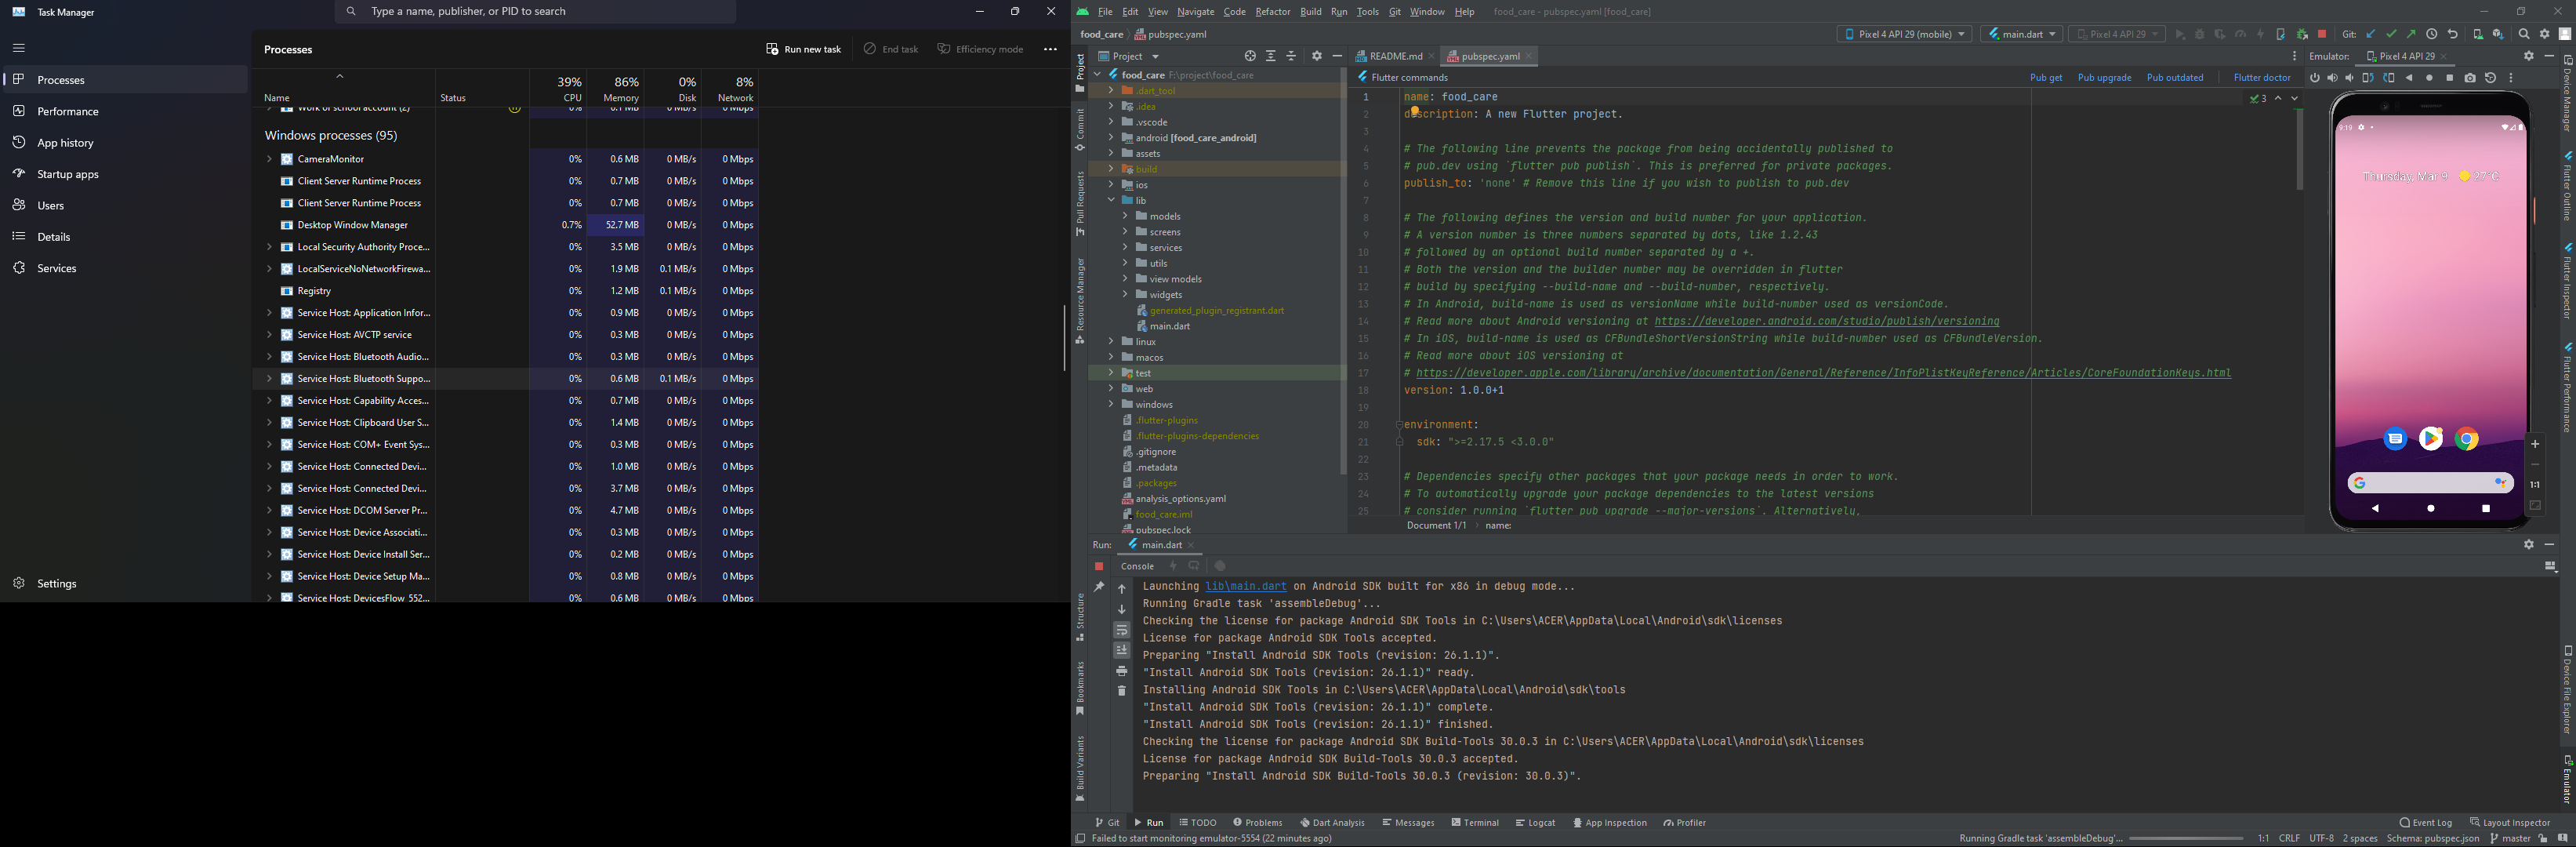 Task Manager
Type a name, publisher, or PID to search
Processes
Performance
App history
Startup apps
Users
Details
Services
Settings
Processes
Run new task
End task
Efficiency mode
39% 86% 0% 8%
Name Status CPU Memory Disk Network
Work or school account (2) 0% 0.1 MB 0 MB/s 0 Mbps
Windows processes (95)
CameraMonitor 0% 0.6 MB 0 MB/s 0 Mbps
Client Server Runtime Process 0% 0.7 MB 0 MB/s 0 Mbps
Client Server Runtime Process 0% 0.7 MB 0 MB/s 0 Mbps
Desktop Window Manager 0.7% 52.7 MB 0 MB/s 0 Mbps
Local Security Authority Proce... 0% 3.5 MB 0 MB/s 0 Mbps
LocalServiceNoNetworkFirewa... 0% 1.9 MB 0.1 MB/s 0 Mbps
Registry 0% 1.2 MB 0.1 MB/s 0 Mbps
Service Host: Application Infor... 0% 0.9 MB 0 MB/s 0 Mbps
Service Host: AVCTP service 0% 0.3 MB 0 MB/s 0 Mbps
Service Host: Bluetooth Audio... 0% 0.3 MB 0 MB/s 0 Mbps
Service Host: Bluetooth Suppo... 0% 0.6 MB 0.1 MB/s 0 Mbps
Service Host: Capability Acces... 0% 0.7 MB 0 MB/s 0 Mbps
Service Host: Clipboard User S... 0% 1.4 MB 0 MB/s 0 Mbps
Service Host: COM+ Event Sys... 0% 0.3 MB 0 MB/s 0 Mbps
Service Host: Connected Devi... 0% 1.0 MB 0 MB/s 0 Mbps
Service Host: Connected Devi... 0% 3.7 MB 0 MB/s 0 Mbps
Service Host: DCOM Server Pr... 0% 4.7 MB 0 MB/s 0 Mbps
Service Host: Device Associati... 0% 0.3 MB 0 MB/s 0 Mbps
Service Host: Device Install Ser... 0% 0.2 MB 0 MB/s 0 Mbps
Service Host: Device Setup Ma... 0% 0.8 MB 0 MB/s 0 Mbps
Service Host: DevicesFlow_552... 0% 0.6 MB 0 MB/s 0 Mbps
File Edit View Navigate Code Refactor Build Run Tools Git Window Help food_care - pubspec.yaml [food_care]
food_care pubspec.yaml
Pixel 4 API 29 (mobile) main.dart Pixel 4 API 29 Git:
Project
Commit
Pull Requests
Resource Manager
Structure
Bookmarks
Build Variants
Project
food_care F:\project\food_care
.dart_tool
.idea
.vscode
android [food_care_android]
assets
build
ios
lib
models
screens
services
utils
view models
widgets
generated_plugin_registrant.dart
main.dart
linux
macos
test
web
windows
.flutter-plugins
.flutter-plugins-dependencies
.gitignore
.metadata
.packages
analysis_options.yaml
food_care.iml
pubspec.lock
README.md pubspec.yaml
Flutter commands Pub get Pub upgrade Pub outdated Flutter doctor
3
1 name: food_care
2 description: A new Flutter project.
3
4 # The following line prevents the package from being accidentally published to
5 # pub.dev using `flutter pub publish`. This is preferred for private packages.
6 publish_to: 'none' # Remove this line if you wish to publish to pub.dev
7
8 # The following defines the version and build number for your application.
9 # A version number is three numbers separated by dots, like 1.2.43
10 # followed by an optional build number separated by a +.
11 # Both the version and the builder number may be overridden in flutter
12 # build by specifying --build-name and --build-number, respectively.
13 # In Android, build-name is used as versionName while build-number used as versionCode.
14 # Read more about Android versioning at https://developer.android.com/studio/publish/versioning
15 # In iOS, build-name is used as CFBundleShortVersionString while build-number used as CFBundleVersion.
16 # Read more about iOS versioning at
17 # https://developer.apple.com/library/archive/documentation/General/Reference/InfoPlistKeyReference/Articles/CoreFoundationKeys.html
18 version: 1.0.0+1
19
20 environment:
21 sdk: ">=2.17.5 <3.0.0"
22
23 # Dependencies specify other packages that your package needs in order to work.
24 # To automatically upgrade your package dependencies to the latest versions
25 # consider running `flutter pub upgrade --major-versions`. Alternatively,
Document 1/1 name:
Emulator: Pixel 4 API 29
9:19
Thursday, Mar 9 27°C
1:1
Device Manager
Flutter Outline
Flutter Inspector
Flutter Performance
Device File Explorer
Emulator
Run: main.dart
Console
Launching lib\main.dart on Android SDK built for x86 in debug mode...
Running Gradle task 'assembleDebug'...
Checking the license for package Android SDK Tools in C:\Users\ACER\AppData\Local\Android\sdk\licenses
License for package Android SDK Tools accepted.
Preparing "Install Android SDK Tools (revision: 26.1.1)".
"Install Android SDK Tools (revision: 26.1.1)" ready.
Installing Android SDK Tools in C:\Users\ACER\AppData\Local\Android\sdk\tools
"Install Android SDK Tools (revision: 26.1.1)" complete.
"Install Android SDK Tools (revision: 26.1.1)" finished.
Checking the license for package Android SDK Build-Tools 30.0.3 in C:\Users\ACER\AppData\Local\Android\sdk\licenses
License for package Android SDK Build-Tools 30.0.3 accepted.
Preparing "Install Android SDK Build-Tools 30.0.3 (revision: 30.0.3)".
Git Run TODO Problems Dart Analysis Messages Terminal Logcat App Inspection Profiler Event Log Layout Inspector
Failed to start monitoring emulator-5554 (22 minutes ago) Running Gradle task 'assembleDebug'... 1:1 CRLF UTF-8 2 spaces Schema: pubspec.json master